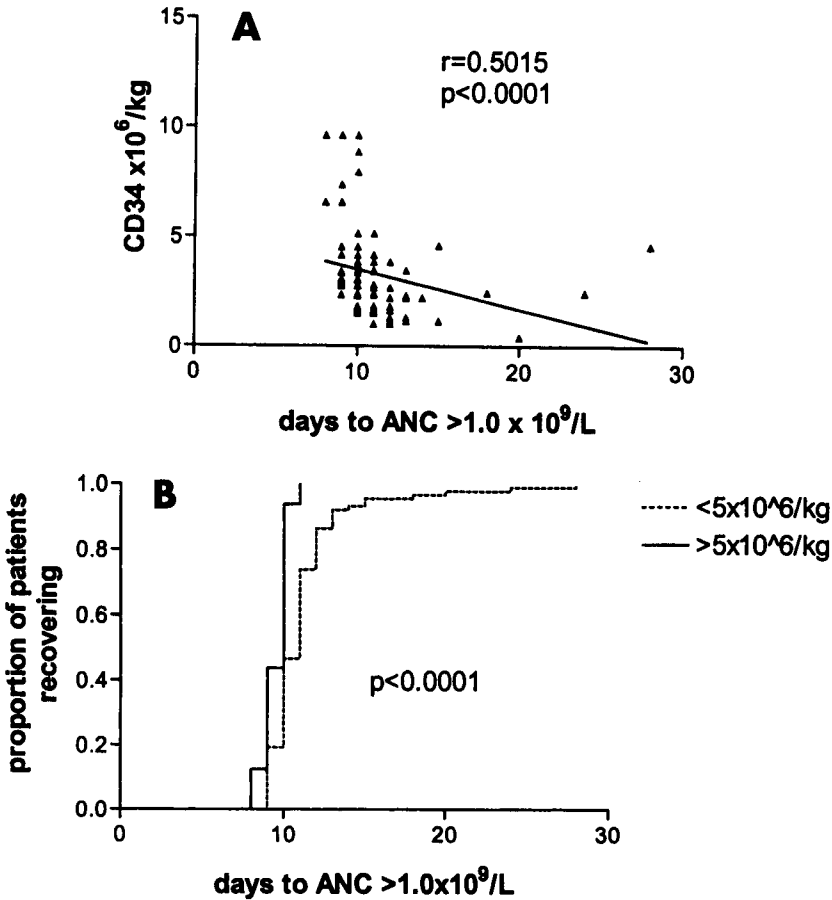 A
r=0.5015
p<0.0001
15
10
5
0
CD34 x10⁶/kg
0 10 20 30
days to ANC >1.0 x 10⁹/L
B
1.0
0.8
0.6
0.4
0.2
0.0
proportion of patients
recovering
<5x10^6/kg
>5x10^6/kg
p<0.0001
0 10 20 30
days to ANC >1.0x10⁹/L